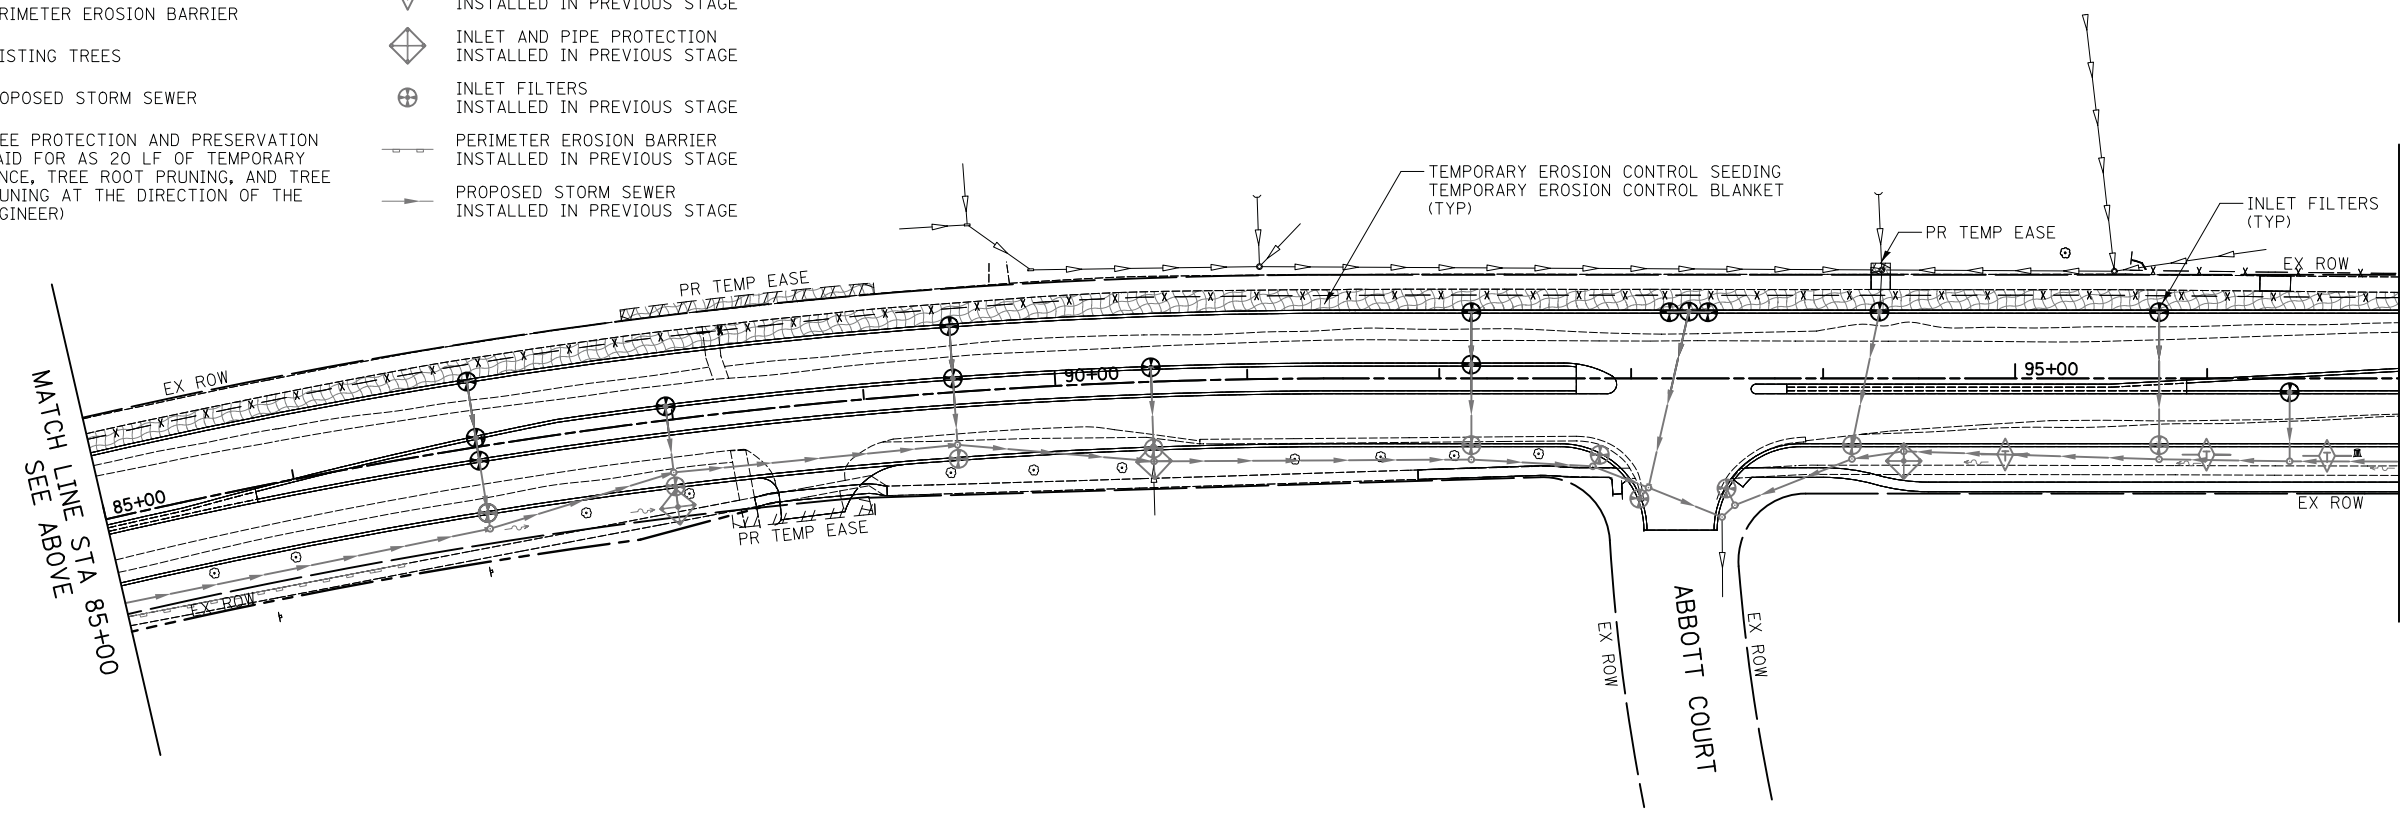 RIMETER EROSION BARRIER
ISTING TREES
OPOSED STORM SEWER
EE PROTECTION AND PRESERVATION
AID FOR AS 20 LF OF TEMPORARY
NCE, TREE ROOT PRUNING, AND TREE
UNING AT THE DIRECTION OF THE
GINEER)
INSTALLED IN PREVIOUS STAGE
INLET AND PIPE PROTECTION
INSTALLED IN PREVIOUS STAGE
INLET FILTERS
INSTALLED IN PREVIOUS STAGE
PERIMETER EROSION BARRIER
INSTALLED IN PREVIOUS STAGE
PROPOSED STORM SEWER
INSTALLED IN PREVIOUS STAGE
TEMPORARY EROSION CONTROL SEEDING
TEMPORARY EROSION CONTROL BLANKET
(TYP)
INLET FILTERS
(TYP)
PR TEMP EASE
EX ROW
PR TEMP EASE
EX ROW
90+00
95+00
85+00
MATCH LINE STA 85+00
SEE ABOVE
PR TEMP EASE
EX ROW
EX ROW
ABBOTT COURT
EX ROW
EX ROW
T
T
T